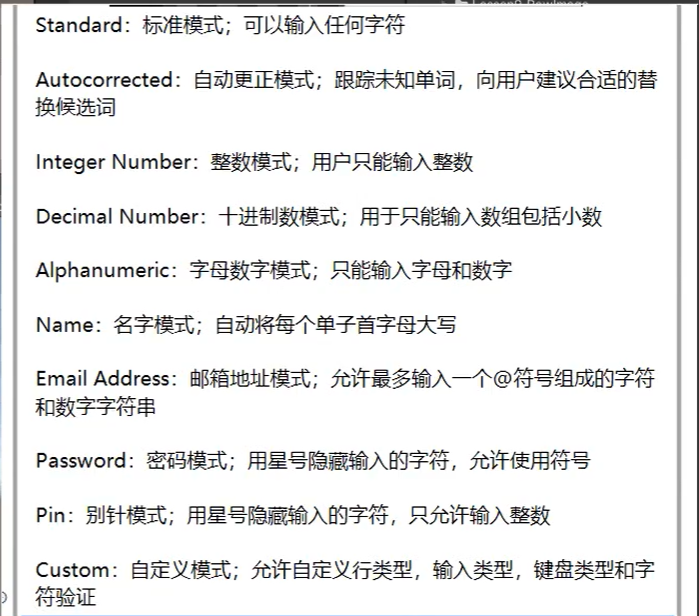 Standard：标准模式；可以输入任何字符
Autocorrected：自动更正模式；跟踪未知单词，向用户建议合适的替
换候选词
Integer Number：整数模式；用户只能输入整数
Decimal Number：十进制数模式；用于只能输入数组包括小数
Alphanumeric：字母数字模式；只能输入字母和数字
Name：名字模式；自动将每个单子首字母大写
Email Address：邮箱地址模式；允许最多输入一个@符号组成的字符
和数字字符串
Password：密码模式；用星号隐藏输入的字符，允许使用符号
Pin：别针模式；用星号隐藏输入的字符，只允许输入整数
Custom：自定义模式；允许自定义行类型，输入类型，键盘类型和字
符验证